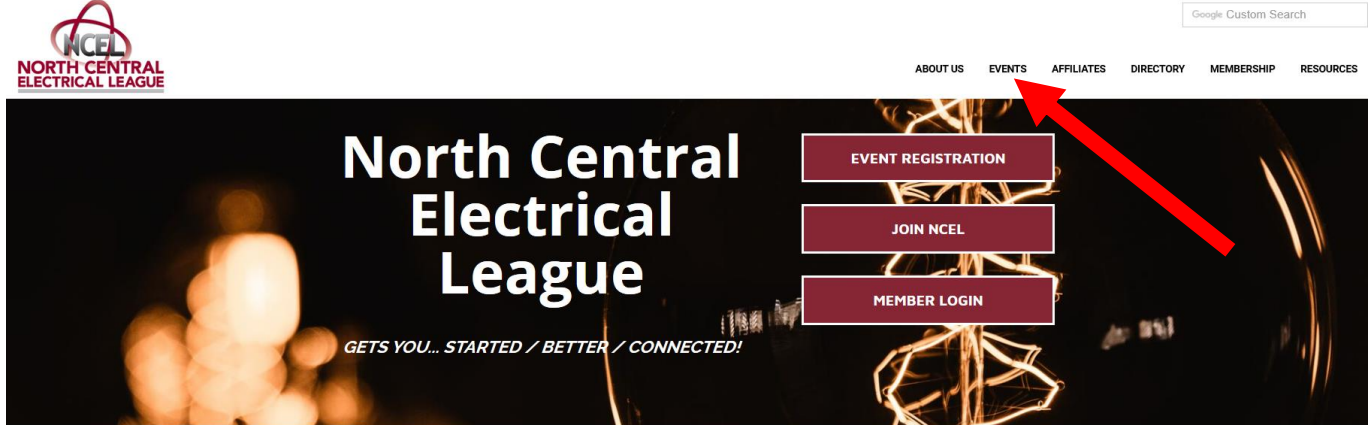 Google Custom Search
NCEL
NORTH CENTRAL
ELECTRICAL LEAGUE
ABOUT US EVENTS AFFILIATES DIRECTORY MEMBERSHIP RESOURCES
North Central
Electrical
League
GETS YOU... STARTED / BETTER / CONNECTED!
EVENT REGISTRATION
JOIN NCEL
MEMBER LOGIN